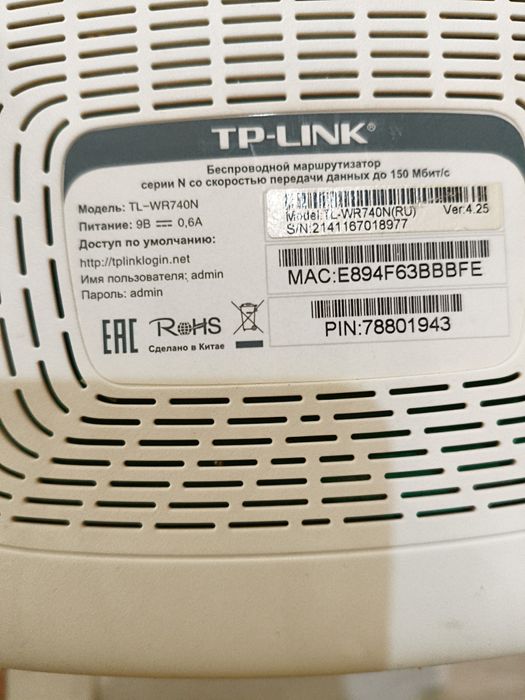 TP-LINK®
Беспроводной маршрутизатор
серии N со скоростью передачи данных до 150 Мбит/с
Модель: TL-WR740N
Питание: 9В ⎓ 0,6A
Доступ по умолчанию:
http://tplinklogin.net
Имя пользователя: admin
Пароль: admin
Model:TL-WR740N(RU) Ver:4.25
S/N:2141167018977
MAC:E894F63BBBFE
PIN:78801943
EAC RoHS
Сделано в Китае